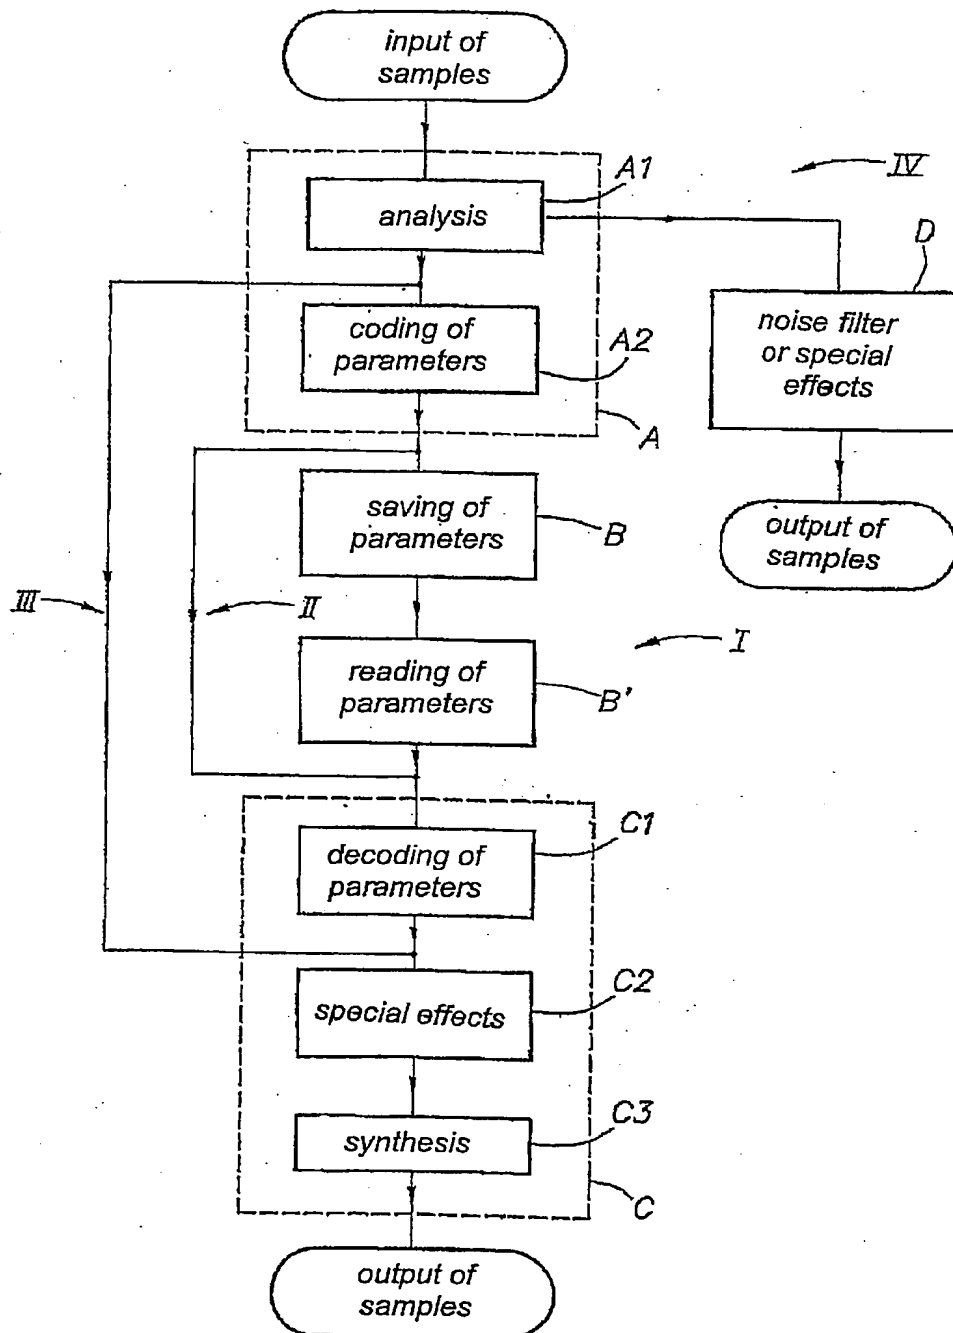 input of
samples
IV
A1
analysis
D
noise filter
or special
effects
coding of
parameters
A2
A
saving of
parameters
B
output of
samples
III
II
I
reading of
parameters
B'
C1
decoding of
parameters
C2
special effects
C3
synthesis
C
output of
samples